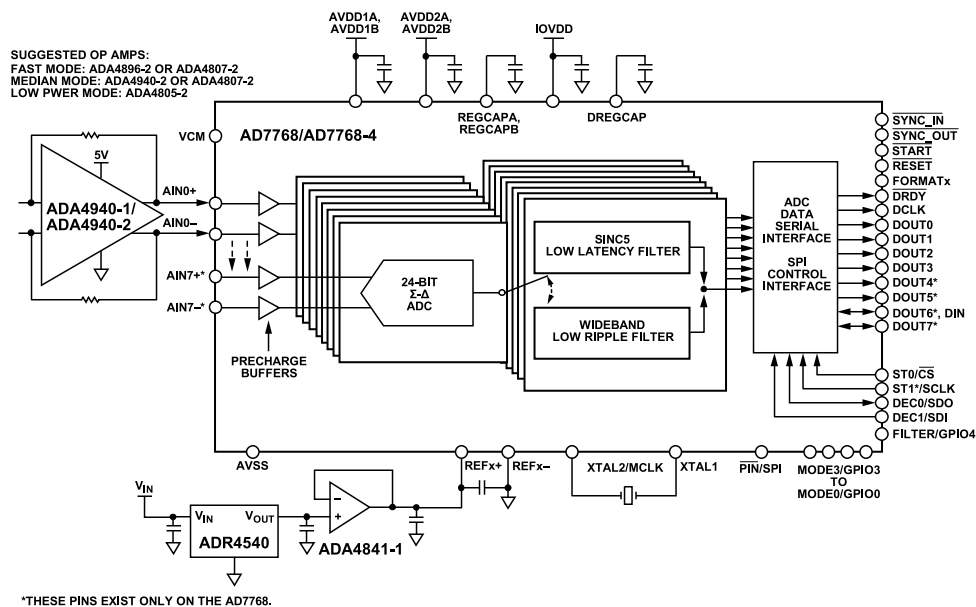 AVDD1A,
AVDD1B
AVDD2A,
AVDD2B
IOVDD
SUGGESTED OP AMPS:
FAST MODE: ADA4896-2 OR ADA4807-2
MEDIAN MODE: ADA4940-2 OR ADA4807-2
LOW PWER MODE: ADA4805-2
REGCAPA,
REGCAPB
DREGCAP
VCM
AD7768/AD7768-4
SYNC_IN
SYNC_OUT
START
RESET
FORMATx
DRDY
DCLK
DOUT0
DOUT1
DOUT2
DOUT3
DOUT4*
DOUT5*
DOUT6*, DIN
DOUT7*
5V
ADA4940-1/
ADA4940-2
AIN0+
AIN0–
AIN7+*
AIN7–*
PRECHARGE
BUFFERS
24-BIT
Σ-Δ
ADC
SINC5
LOW LATENCY FILTER
WIDEBAND
LOW RIPPLE FILTER
ADC
DATA
SERIAL
INTERFACE
SPI
CONTROL
INTERFACE
ST0/CS
ST1*/SCLK
DEC0/SDO
DEC1/SDI
FILTER/GPIO4
AVSS
REFx+
REFx–
XTAL2/MCLK
XTAL1
PIN/SPI
MODE3/GPIO3
TO
MODE0/GPIO0
VIN
VIN
VOUT
ADR4540
–
+
ADA4841-1
*THESE PINS EXIST ONLY ON THE AD7768.